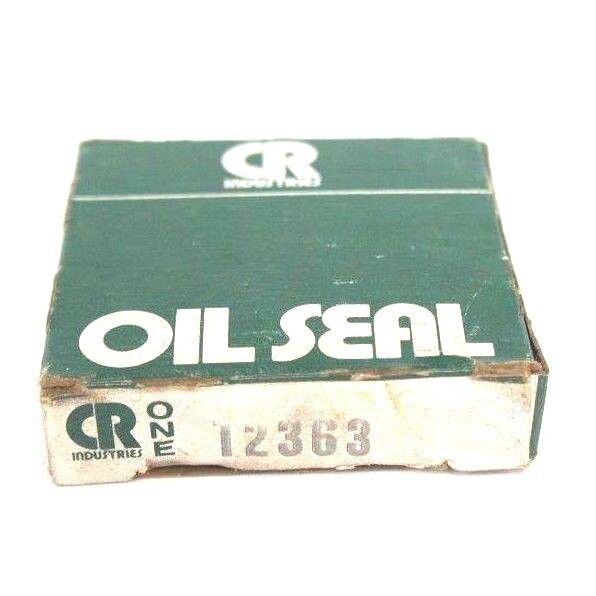 CR
INDUSTRIES
OIL SEAL
CR
INDUSTRIES
ONE
12363